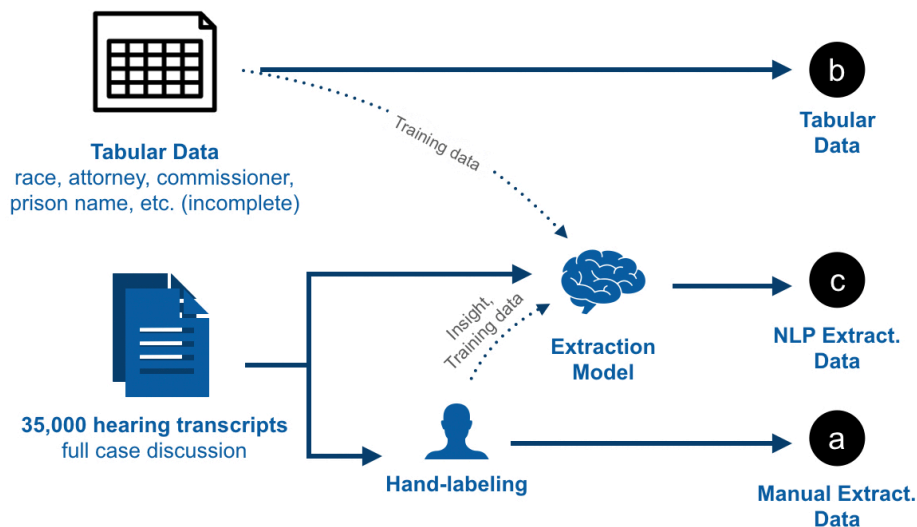 b
Tabular
Data
Training data
Tabular Data
race, attorney, commissioner,
prison name, etc. (incomplete)
c
NLP Extract.
Data
Insight,
Training data
Extraction
Model
35,000 hearing transcripts
full case discussion
Hand-labeling
a
Manual Extract.
Data